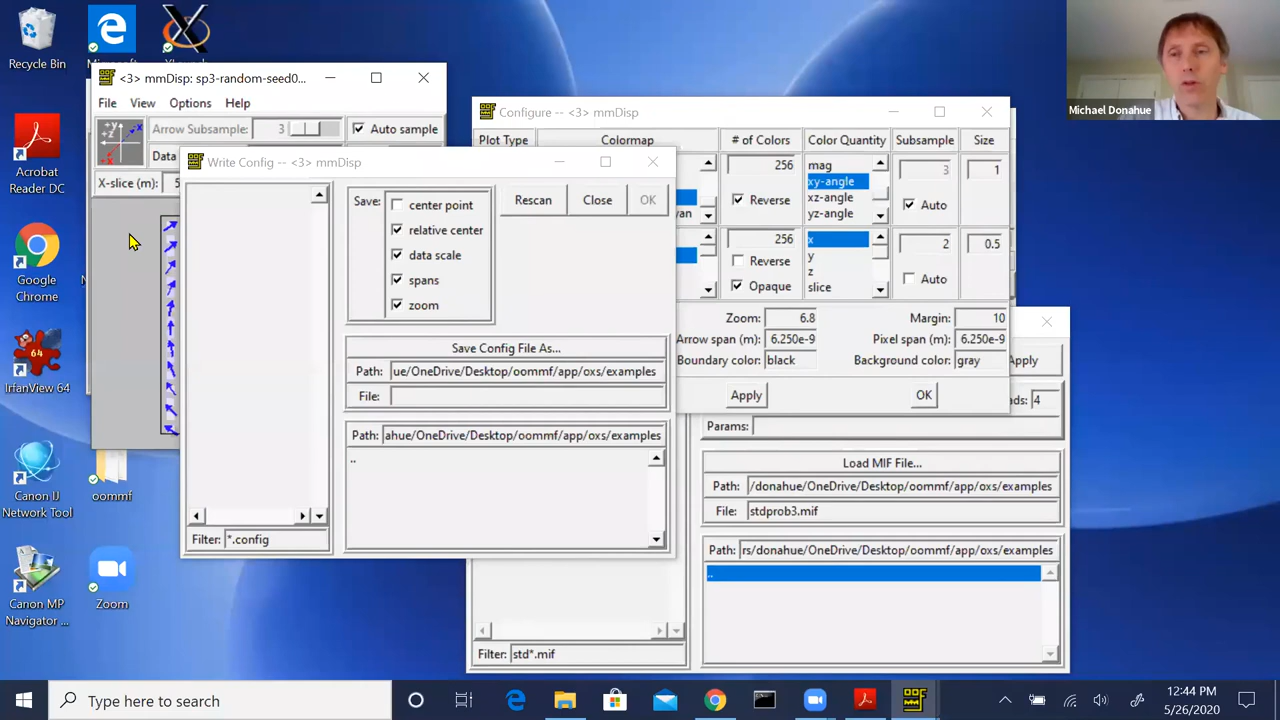 Recycle Bin
Acrobat
Reader DC
Google
Chrome
IrfanView 64
Canon IJ
Network Tool
Canon MP
Navigator ...
oommf
Zoom
<3> mmDisp: sp3-random-seed0...
File View Options Help
Arrow Subsample: 3 Auto sample
Data
X-slice (m): 5
+z
+y
-x
+x
Write Config -- <3> mmDisp
Save: center point
relative center
data scale
spans
zoom
Rescan Close OK
Save Config File As...
Path: ue/OneDrive/Desktop/oommf/app/oxs/examples
File:
Path: ahue/OneDrive/Desktop/oommf/app/oxs/examples
..
Filter: *.config
Configure -- <3> mmDisp
Plot Type Colormap # of Colors Color Quantity Subsample Size
256 mag 3 1
Reverse xy-angle Auto
xz-angle
yan yz-angle
256 x 2 0.5
Reverse y Auto
z
Opaque slice
Zoom: 6.8 Margin: 10
Arrow span (m): 6.250e-9 Pixel span (m): 6.250e-9
Boundary color: black Background color: gray
Apply OK
Apply
ads: 4
Params:
Load MIF File...
Path: /donahue/OneDrive/Desktop/oommf/app/oxs/examples
File: stdprob3.mif
Path: rs/donahue/OneDrive/Desktop/oommf/app/oxs/examples
..
Filter: std*.mif
Michael Donahue
Type here to search
12:44 PM
5/26/2020